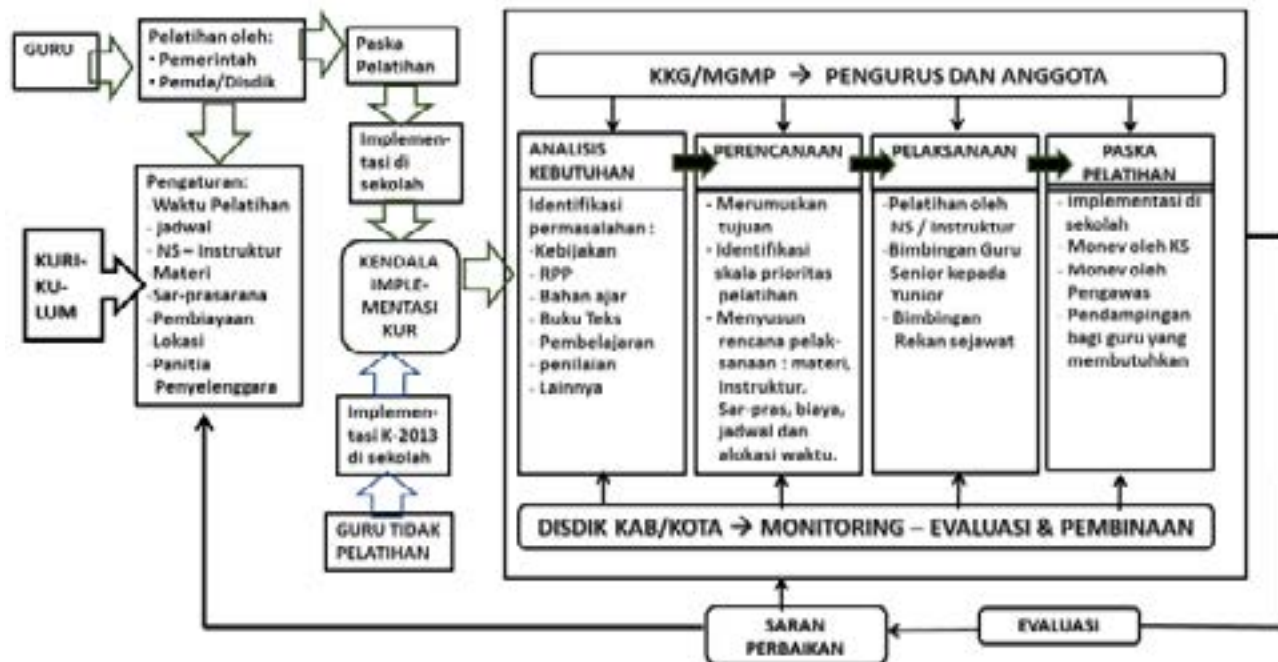 GURU
Pelatihan oleh:
• Pemerintah
• Pemda/Disdik
Paska
Pelatihan
Implemen-
tasi di
sekolah
Pengaturan:
- Waktu Pelatihan
- jadwal
- NS – Instruktur
- Materi
- Sar-prasarana
- Pembiayaan
- Lokasi
- Panitia
Penyelenggara
KURI-
KU-
LUM
KENDALA
IMPLE-
MENTASI
KUR
Implemen-
tasi K-2013
di sekolah
GURU TIDAK
PELATIHAN
KKG/MGMP → PENGURUS DAN ANGGOTA
ANALISIS
KEBUTUHAN
Identifikasi
permasalahan :
- Kebijakan
- RPP
- Bahan ajar
- Buku Teks
- Pembelajaran
- penilaian
- Lainnya
PERENCANAAN
- Merumuskan
tujuan
- Identifikasi
skala prioritas
pelatihan
- Menyusun
rencana pelak-
sanaan : materi,
Instruktur.
Sar-pras, biaya,
jadwal dan
alokasi waktu.
PELAKSANAAN
- Pelatihan oleh
NS / Instruktur
- Bimbingan Guru
Senior kepada
Yunior
- Bimbingan
Rekan sejawat
PASKA
PELATIHAN
- Implementasi di
sekolah
- Monev oleh KS
- Monev oleh
Pengawas
- Pendampingan
bagi guru yang
membutuhkan
DISDIK KAB/KOTA → MONITORING – EVALUASI & PEMBINAAN
SARAN
PERBAIKAN
EVALUASI